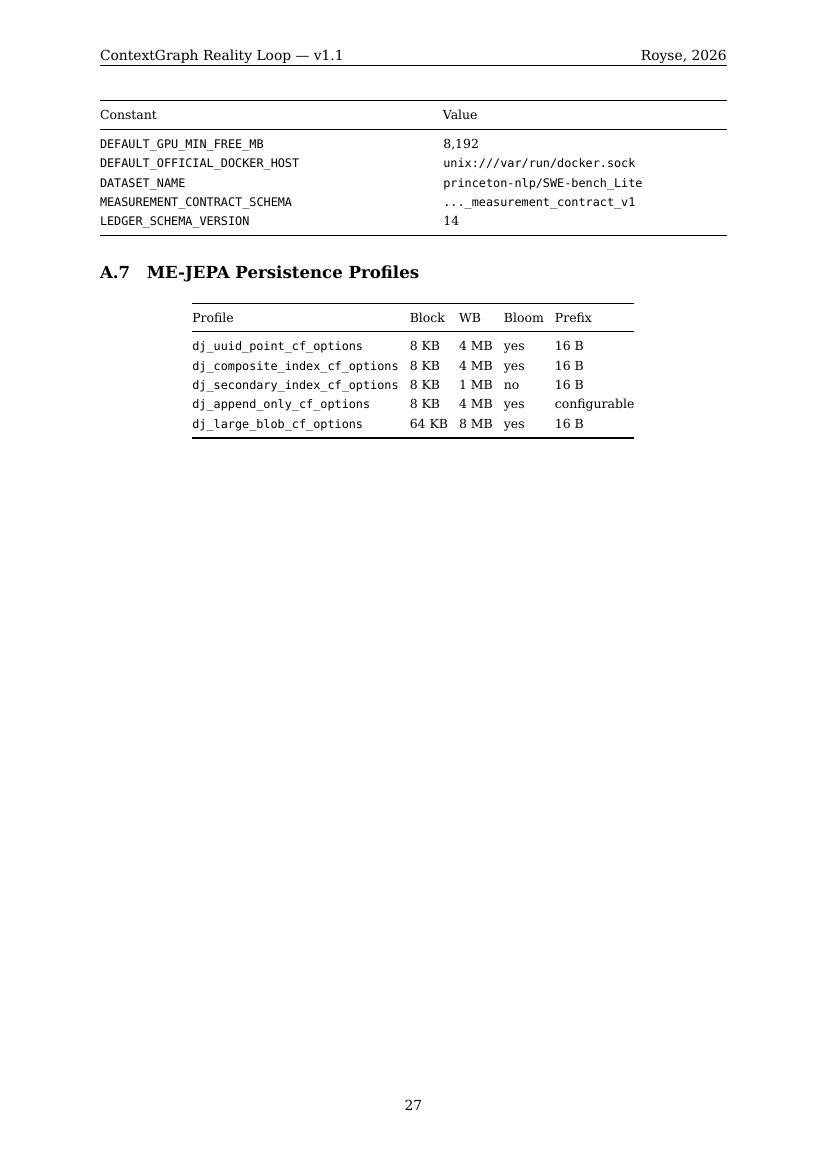 ContextGraph Reality Loop — v1.1 Royse, 2026
Constant Value
DEFAULT_GPU_MIN_FREE_MB 8,192
DEFAULT_OFFICIAL_DOCKER_HOST unix:///var/run/docker.sock
DATASET_NAME princeton-nlp/SWE-bench_Lite
MEASUREMENT_CONTRACT_SCHEMA ..._measurement_contract_v1
LEDGER_SCHEMA_VERSION 14
A.7 ME-JEPA Persistence Profiles
Profile Block WB Bloom Prefix
dj_uuid_point_cf_options 8 KB 4 MB yes 16 B
dj_composite_index_cf_options 8 KB 4 MB yes 16 B
dj_secondary_index_cf_options 8 KB 1 MB no 16 B
dj_append_only_cf_options 8 KB 4 MB yes configurable
dj_large_blob_cf_options 64 KB 8 MB yes 16 B
27